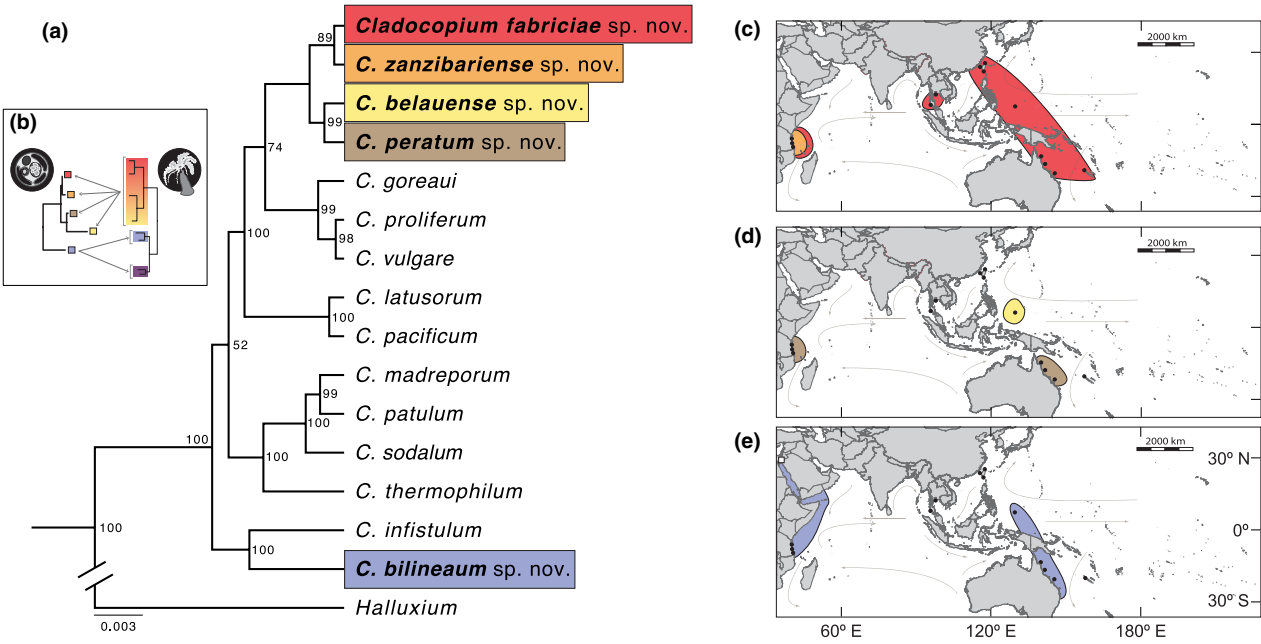 (a)
Cladocopium fabriciae sp. nov.
C. zanzibariense sp. nov.
C. belauense sp. nov.
C. peratum sp. nov.
C. goreaui
C. proliferum
C. vulgare
C. latusorum
C. pacificum
C. madreporum
C. patulum
C. sodalum
C. thermophilum
C. infistulum
C. bilineaum sp. nov.
Halluxium
89
99
74
99
98
100
100
52
99
100
100
100
100
100
0.003
(b)
(c)
2000 km
(d)
2000 km
(e)
2000 km
30º N
0º
30º S
60º E
120º E
180º E